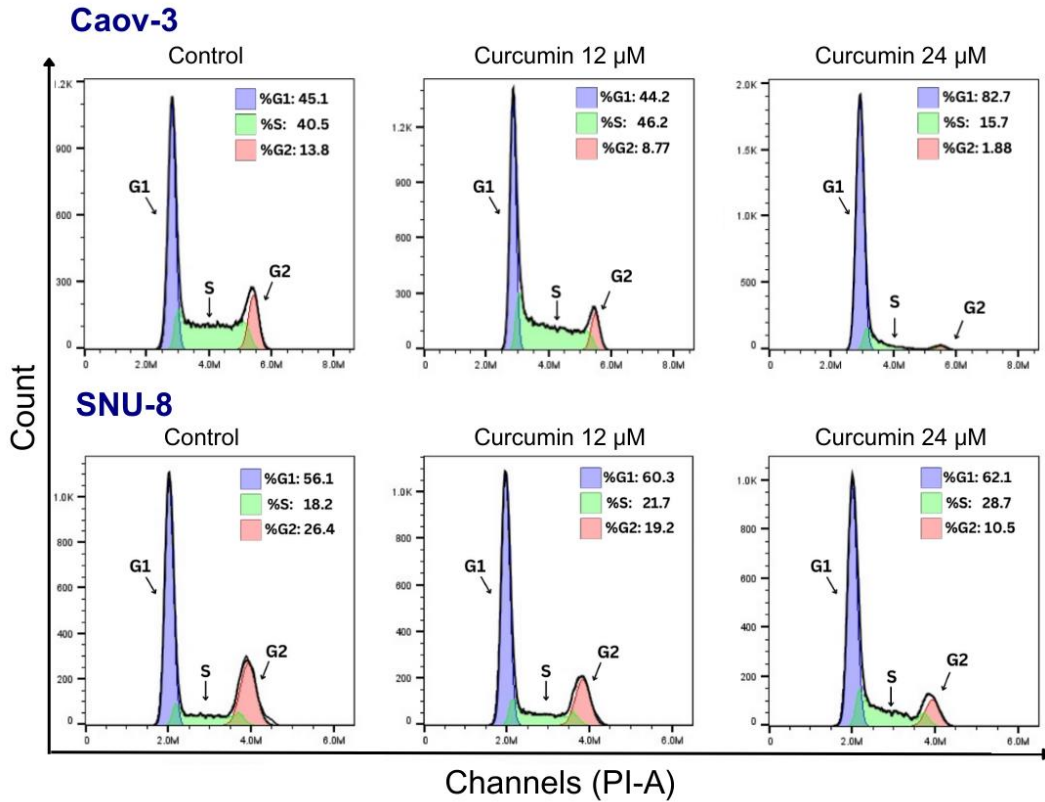 Caov-3
Control
1.2K
900
600
300
0
0
2.0M
4.0M
6.0M
8.0M
%G1: 45.1
%S: 40.5
%G2: 13.8
G1
S
G2
Curcumin 12 µM
1.2K
900
600
300
0
0
2.0M
4.0M
6.0M
8.0M
%G1: 44.2
%S: 46.2
%G2: 8.77
G1
S
G2
Curcumin 24 µM
2.0K
1.5K
1.0K
500
0
0
2.0M
4.0M
6.0M
8.0M
%G1: 82.7
%S: 15.7
%G2: 1.88
G1
S
G2
SNU-8
Control
1.0K
800
600
400
200
0
0
2.0M
4.0M
6.0M
%G1: 56.1
%S: 18.2
%G2: 26.4
G1
S
G2
Curcumin 12 µM
1.0K
800
600
400
200
0
0
2.0M
4.0M
6.0M
%G1: 60.3
%S: 21.7
%G2: 19.2
G1
S
G2
Curcumin 24 µM
1.0K
800
600
400
200
0
0
2.0M
4.0M
6.0M
%G1: 62.1
%S: 28.7
%G2: 10.5
G1
S
G2
Count
Channels (PI-A)